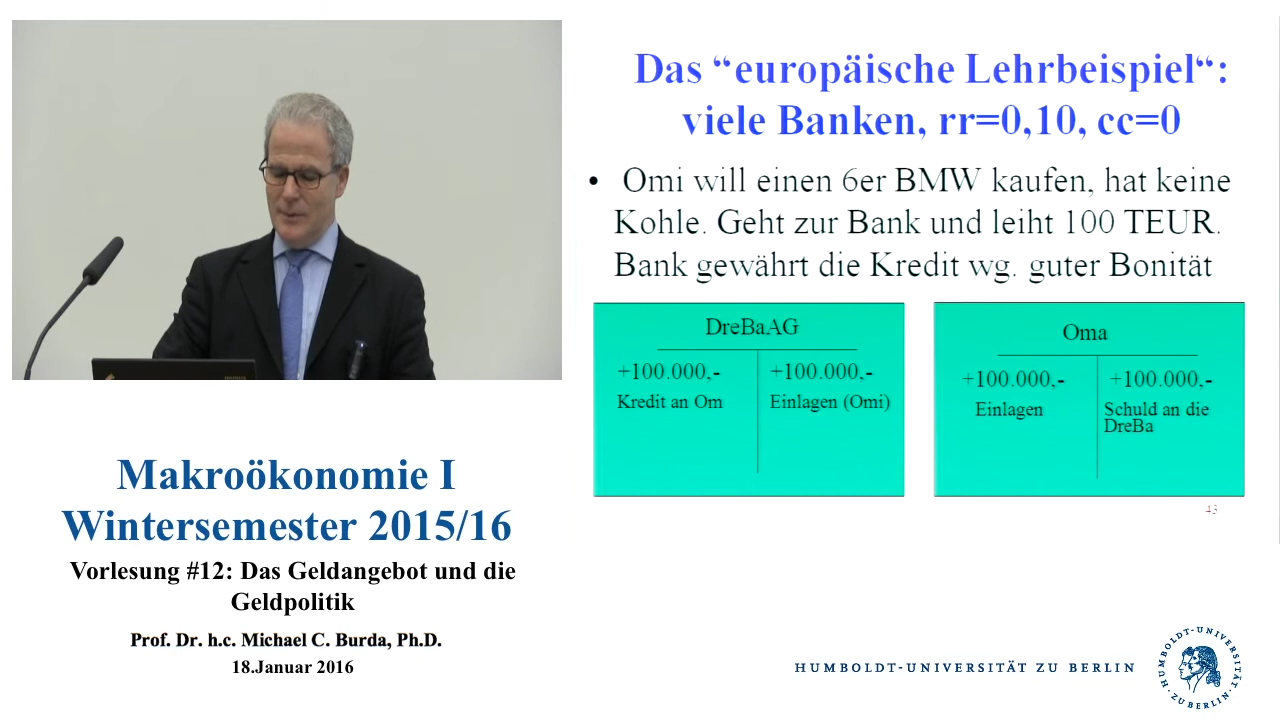 Das “europäische Lehrbeispiel“:
viele Banken, rr=0,10, cc=0
• Omi will einen 6er BMW kaufen, hat keine
Kohle. Geht zur Bank und leiht 100 TEUR.
Bank gewährt die Kredit wg. guter Bonität
DreBaAG
+100.000,- +100.000,-
Kredit an Om Einlagen (Omi)
Oma
+100.000,- +100.000,-
Einlagen Schuld an die
DreBa
43
Makroökonomie I
Wintersemester 2015/16
Vorlesung #12: Das Geldangebot und die
Geldpolitik
Prof. Dr. h.c. Michael C. Burda, Ph.D.
18.Januar 2016
HUMBOLDT-UNIVERSITÄT ZU BERLIN
HUMBOLDT-UNIVERSITÄT
ZU BERLIN